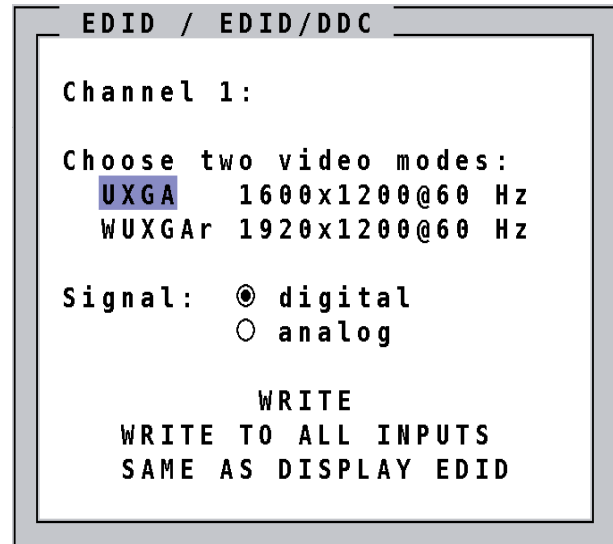 EDID / EDID/DDC
Channel 1:
Choose two video modes:
UXGA 1600x1200@60 Hz
WUXGAr 1920x1200@60 Hz
Signal: ◉ digital
○ analog
WRITE
WRITE TO ALL INPUTS
SAME AS DISPLAY EDID